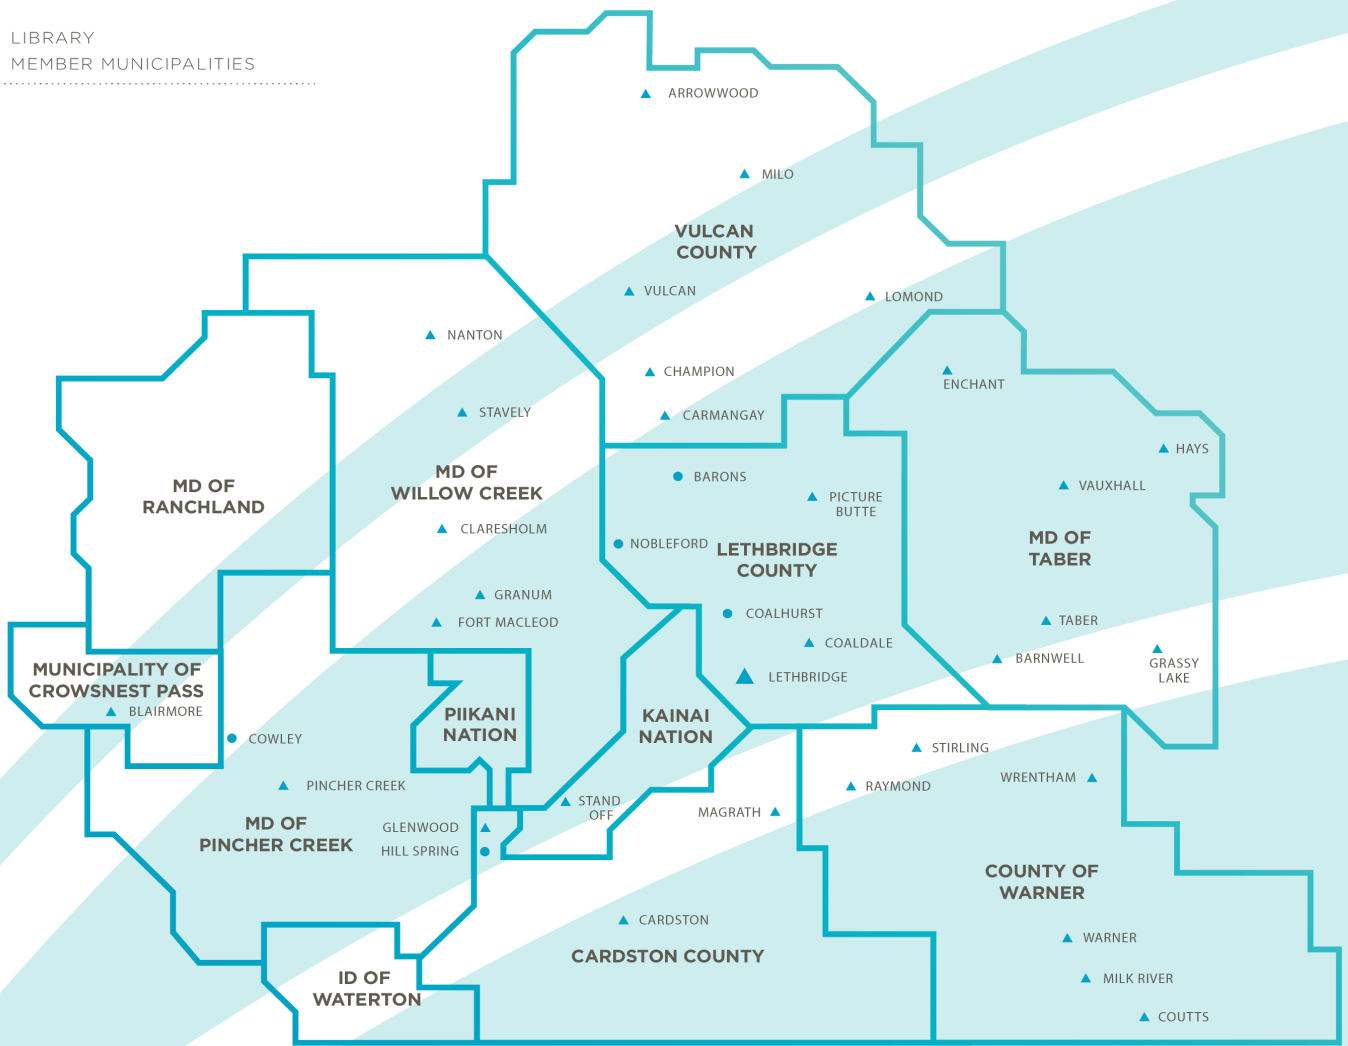 LIBRARY
MEMBER MUNICIPALITIES
ARROWWOOD
MILO
VULCAN
COUNTY
VULCAN
LOMOND
NANTON
CHAMPION
ENCHANT
STAVELY
CARMANGAY
HAYS
MD OF
WILLOW CREEK
MD OF
RANCHLAND
BARONS
PICTURE
BUTTE
VAUXHALL
CLARESHOLM
NOBLEFORD
LETHBRIDGE
COUNTY
MD OF
TABER
GRANUM
FORT MACLEOD
COALHURST
COALDALE
TABER
BARNWELL
GRASSY
LAKE
LETHBRIDGE
MUNICIPALITY OF
CROWSNEST PASS
BLAIRMORE
PIIKANI
NATION
KAINAI
NATION
COWLEY
STIRLING
PINCHER CREEK
RAYMOND
WRENTHAM
STAND
OFF
MAGRATH
MD OF
PINCHER CREEK
GLENWOOD
HILL SPRING
COUNTY OF
WARNER
CARDSTON
CARDSTON COUNTY
WARNER
ID OF
WATERTON
MILK RIVER
COUTTS